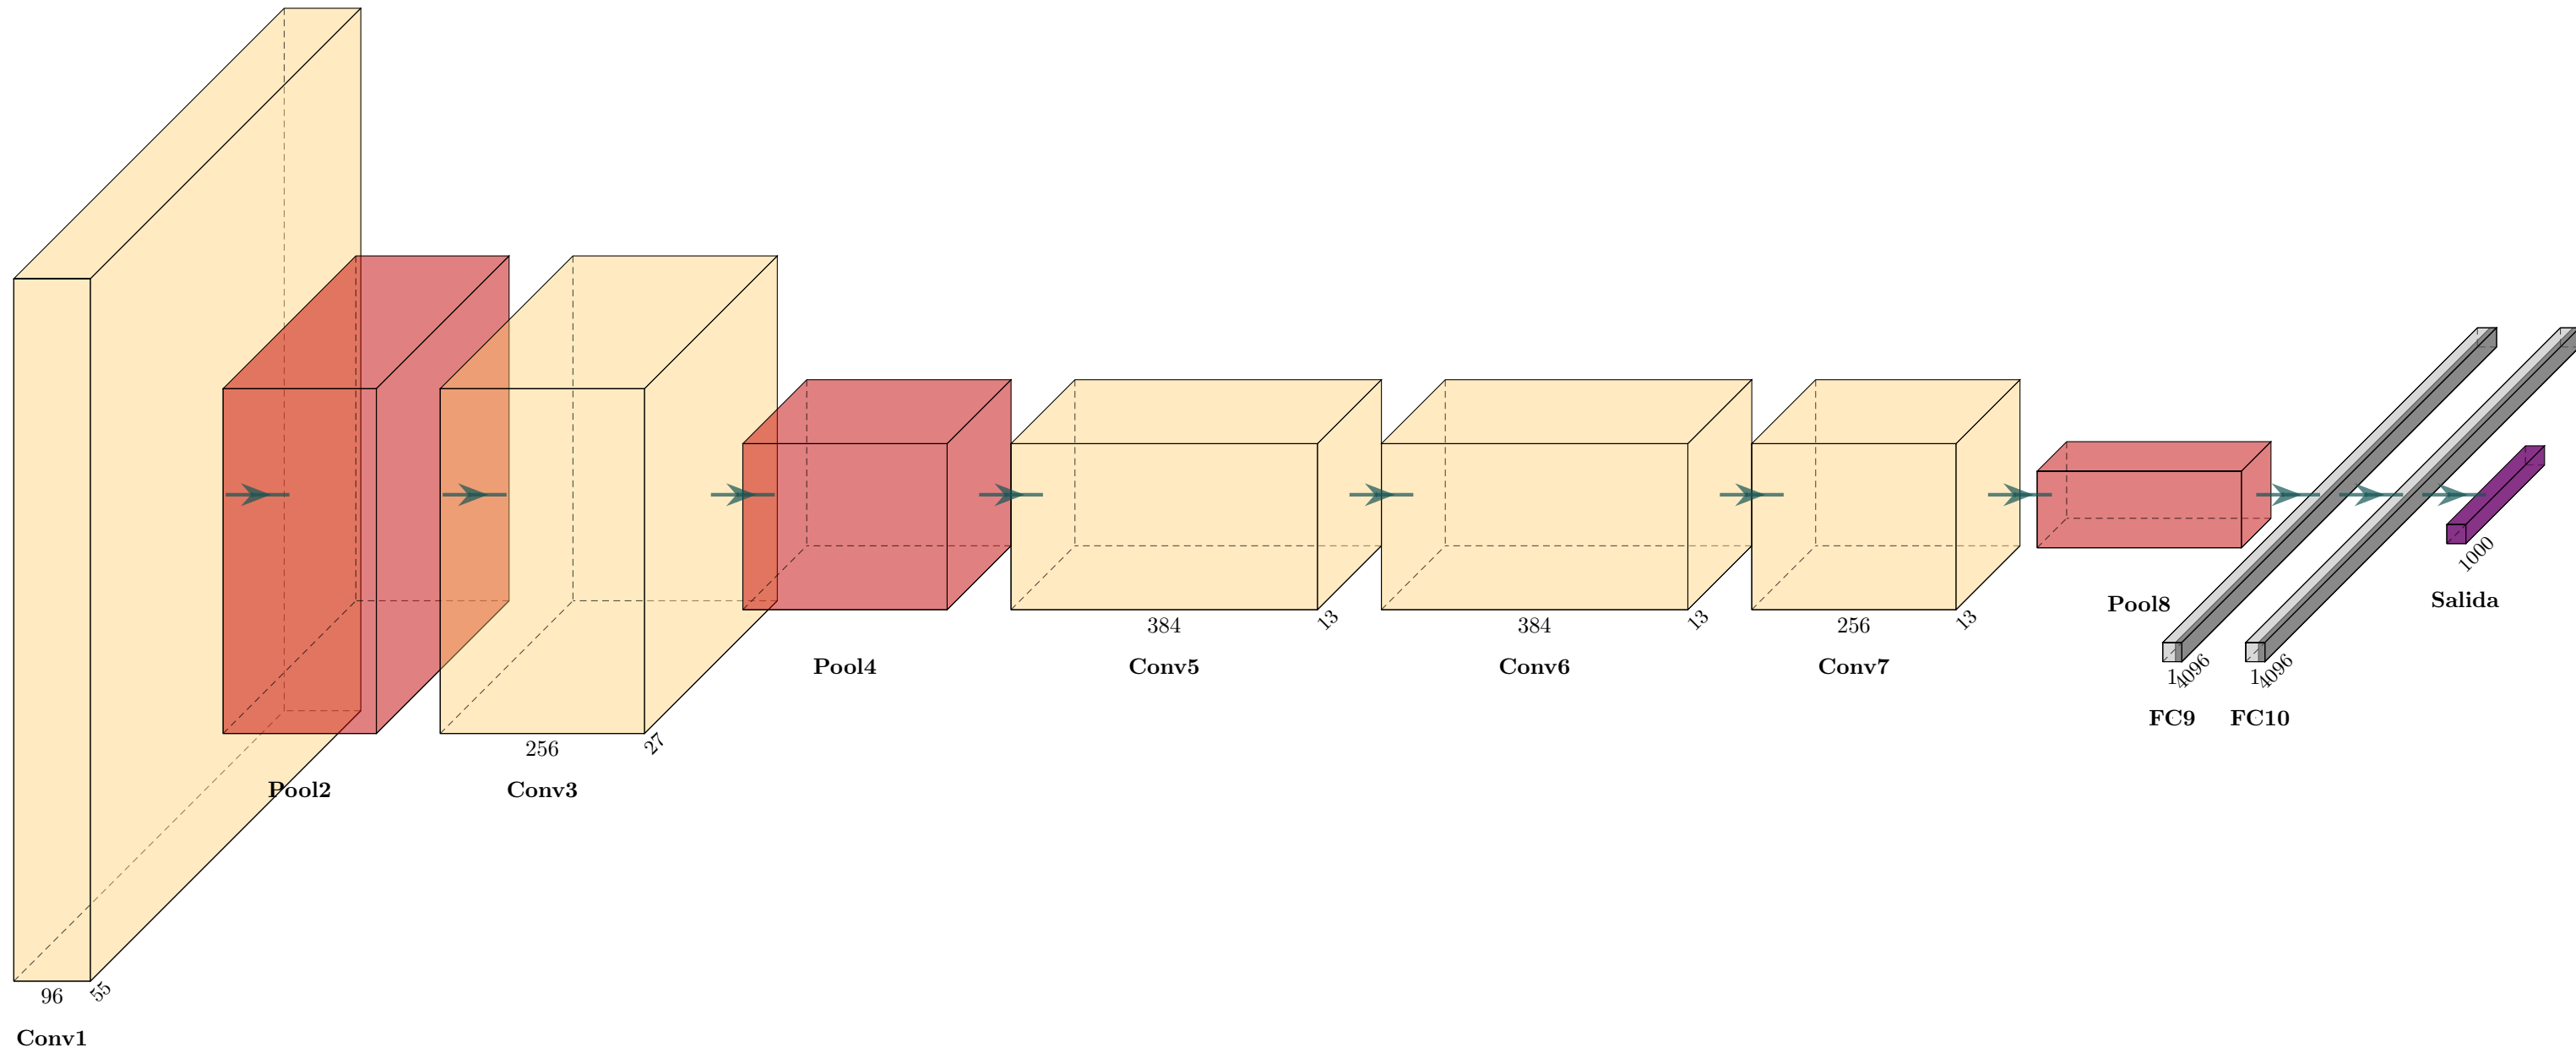 96 55
Conv1
Pool2
256 27
Conv3
Pool4
384 13
Conv5
384 13
Conv6
256 13
Conv7
Pool8
1 4096
FC9
1 4096
FC10
1000
Salida